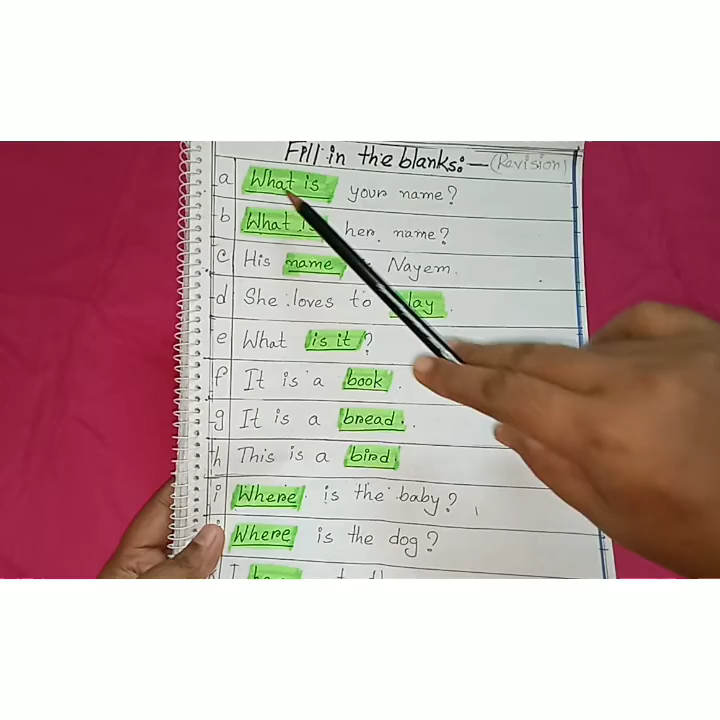 Fill in the blanks:— (Revision)
a What is your name?
b What is her name?
c His name Nayem.
d She loves to lay.
e What is it?
f It is a book.
g It is a bread.
h This is a bird.
i Where is the baby?
Where is the dog?
I